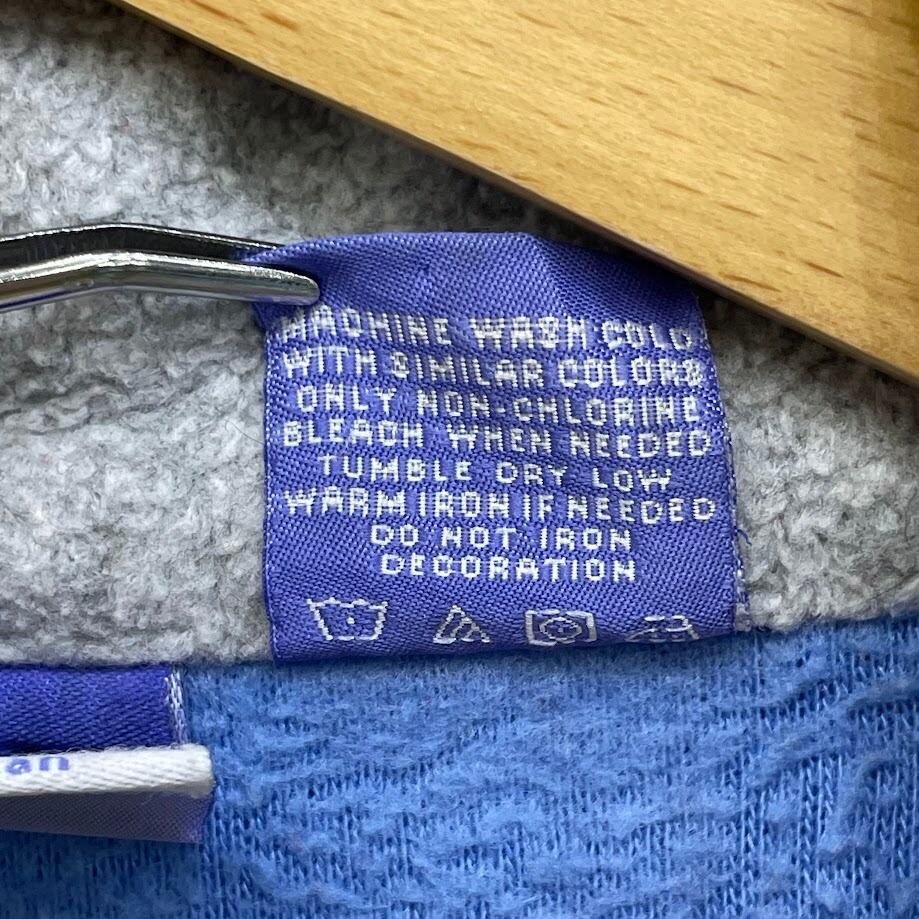 MACHINE WASH COLD
WITH SIMILAR COLORS
ONLY NON-CHLORINE
BLEACH WHEN NEEDED
TUMBLE DRY LOW
WARM IRON IF NEEDED
DO NOT IRON
DECORATION
an